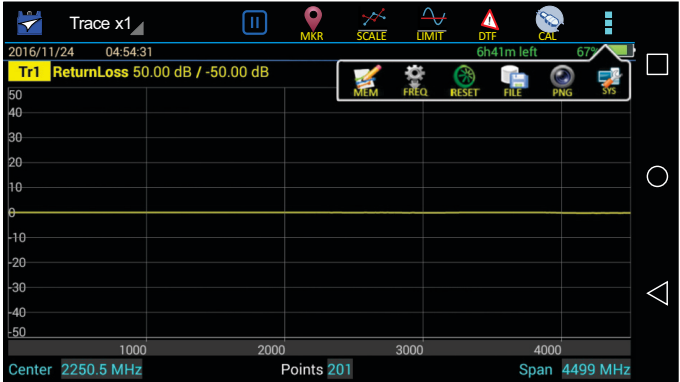 Trace x1
MKR SCALE LIMIT DTF CAL
2016/11/24 04:54:31 6h41m left 67%
Tr1 ReturnLoss 50.00 dB / -50.00 dB
MEM FREQ RESET FILE PNG SYS
50
40
30
20
10
0
-10
-20
-30
-40
-50
1000 2000 3000 4000
Center 2250.5 MHz Points 201 Span 4499 MHz